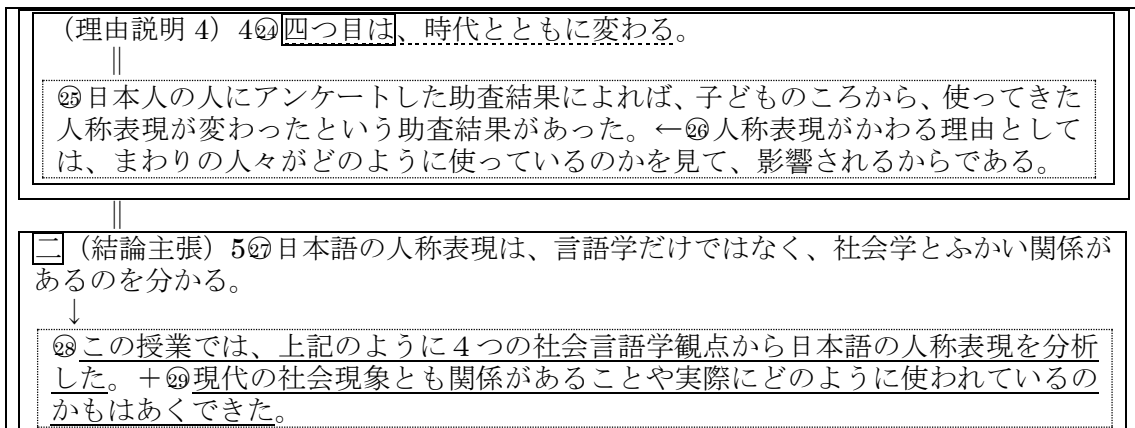 （理由説明 4）4㉔四つ目は、時代とともに変わる。
||
㉕日本人の人にアンケートした助査結果によれば、子どものころから、使ってきた
人称表現が変わったという助査結果があった。←㉖人称表現がかわる理由として
は、まわりの人々がどのように使っているのかを見て、影響されるからである。
||
二（結論主張）5㉗日本語の人称表現は、言語学だけではなく、社会学とふかい関係が
あるのを分かる。
↓
㉘この授業では、上記のように４つの社会言語学観点から日本語の人称表現を分析
した。＋㉙現代の社会現象とも関係があることや実際にどのように使われているの
かもはあくできた。